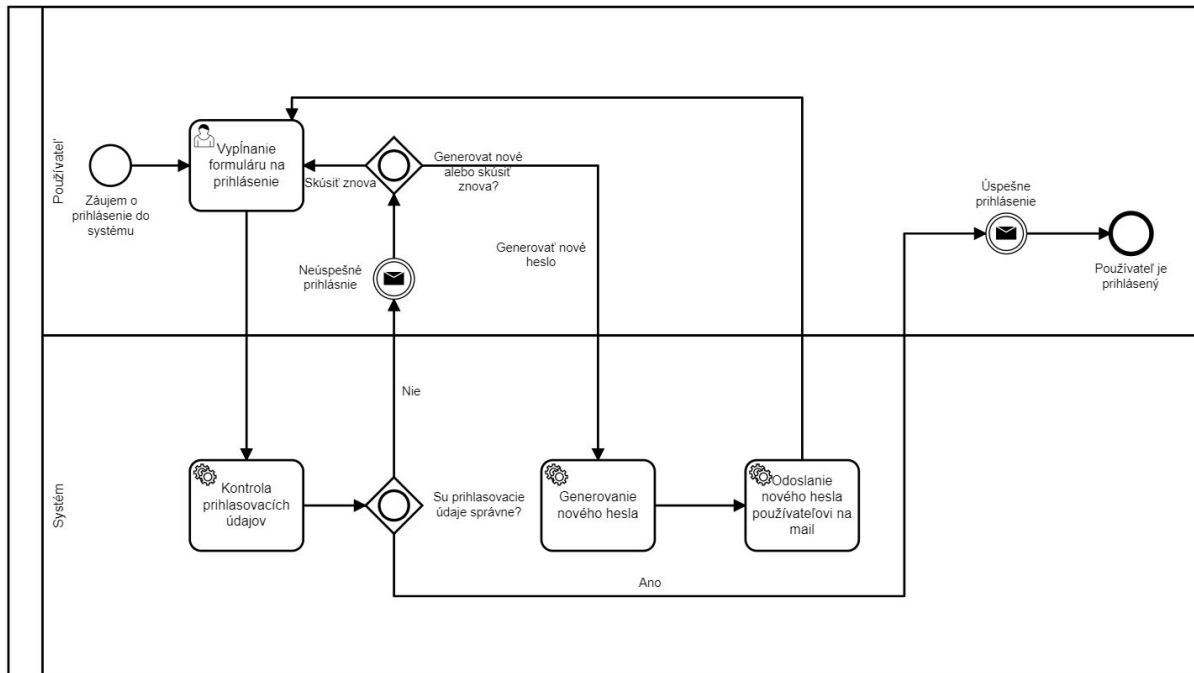 Používateľ
Záujem o
prihlásenie do
systému
Vypĺnanie
formuláru na
prihlásenie
Skúsiť znova
Generovat nové
alebo skúsiť
znova?
Neúspešné
prihlásnie
Generovať nové
heslo
Úspešne
prihlásenie
Používateľ je
prihlásený
Systém
Kontrola
prihlasovacích
údajov
Nie
Su prihlasovacie
údaje správne?
Generovanie
nového hesla
Odoslanie
nového hesla
používateľovi na
mail
Ano